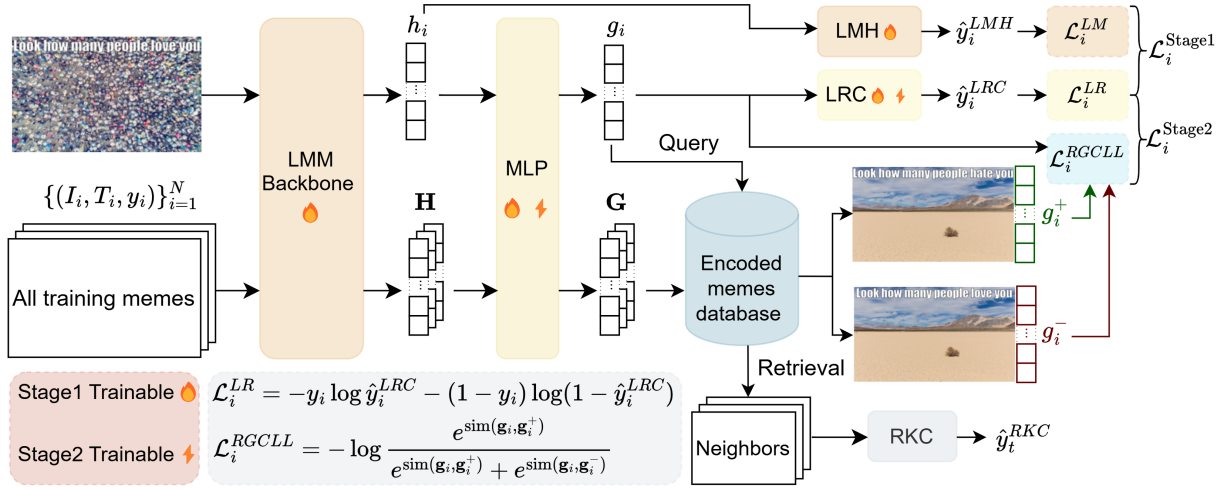 Look how many people love you
{(I_i, T_i, y_i)}_{i=1}^N
All training memes
LMM
Backbone
h_i
H
MLP
g_i
G
Query
Encoded
memes
database
Retrieval
Neighbors
RKC
ŷ_t^{RKC}
LMH
ŷ_i^{LMH}
ℒ_i^{LM}
ℒ_i^{Stage1}
LRC
ŷ_i^{LRC}
ℒ_i^{LR}
ℒ_i^{Stage2}
ℒ_i^{RGCLL}
Look how many people hate you
g_i^+
Look how many people love you
g_i^-
Stage1 Trainable
Stage2 Trainable
ℒ_i^{LR} = -y_i log ŷ_i^{LRC} - (1 - y_i) log(1 - ŷ_i^{LRC})
ℒ_i^{RGCLL} = - log \frac{e^{sim(g_i, g_i^+)}}{e^{sim(g_i, g_i^+)} + e^{sim(g_i, g_i^-)}}